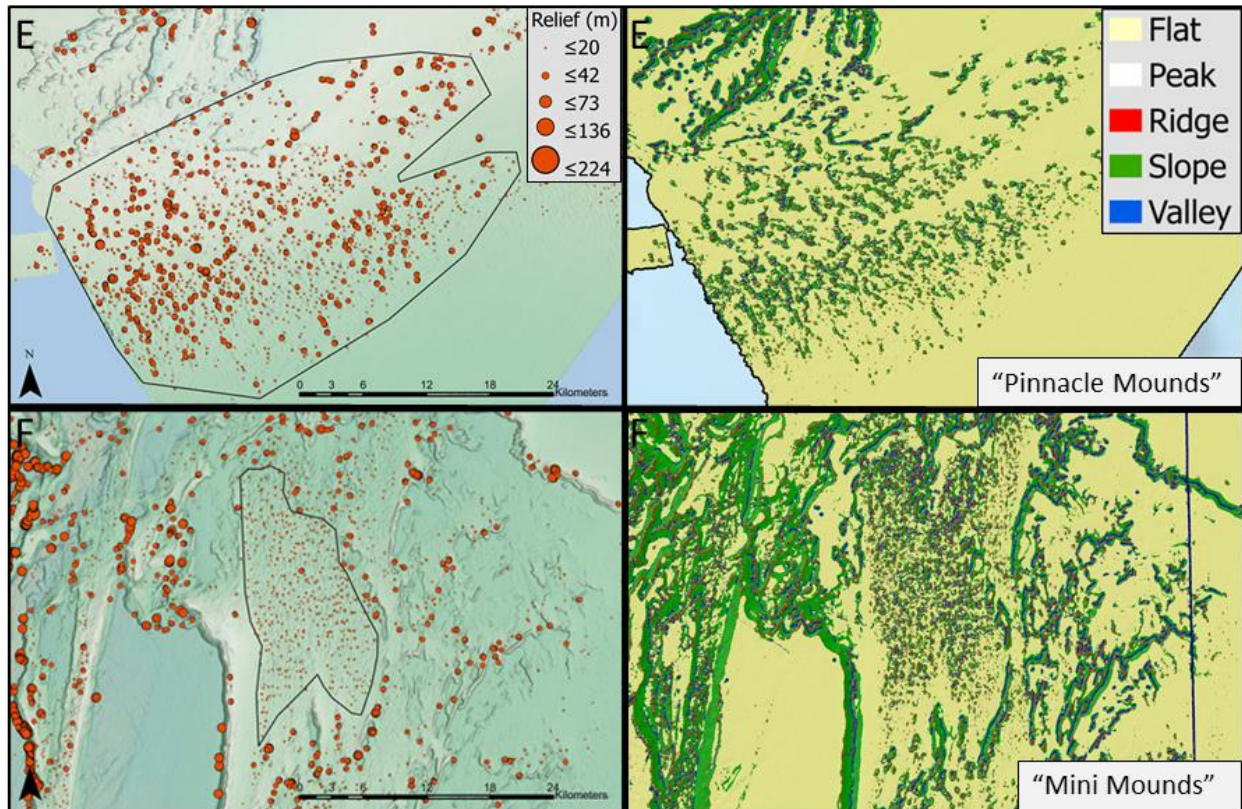 E
Relief (m)
≤20
≤42
≤73
≤136
≤224
N
0 3 6 12 18 24
Kilometers
E
Flat
Peak
Ridge
Slope
Valley
“Pinnacle Mounds”
F
0 3 6 12 18 24
Kilometers
F
“Mini Mounds”